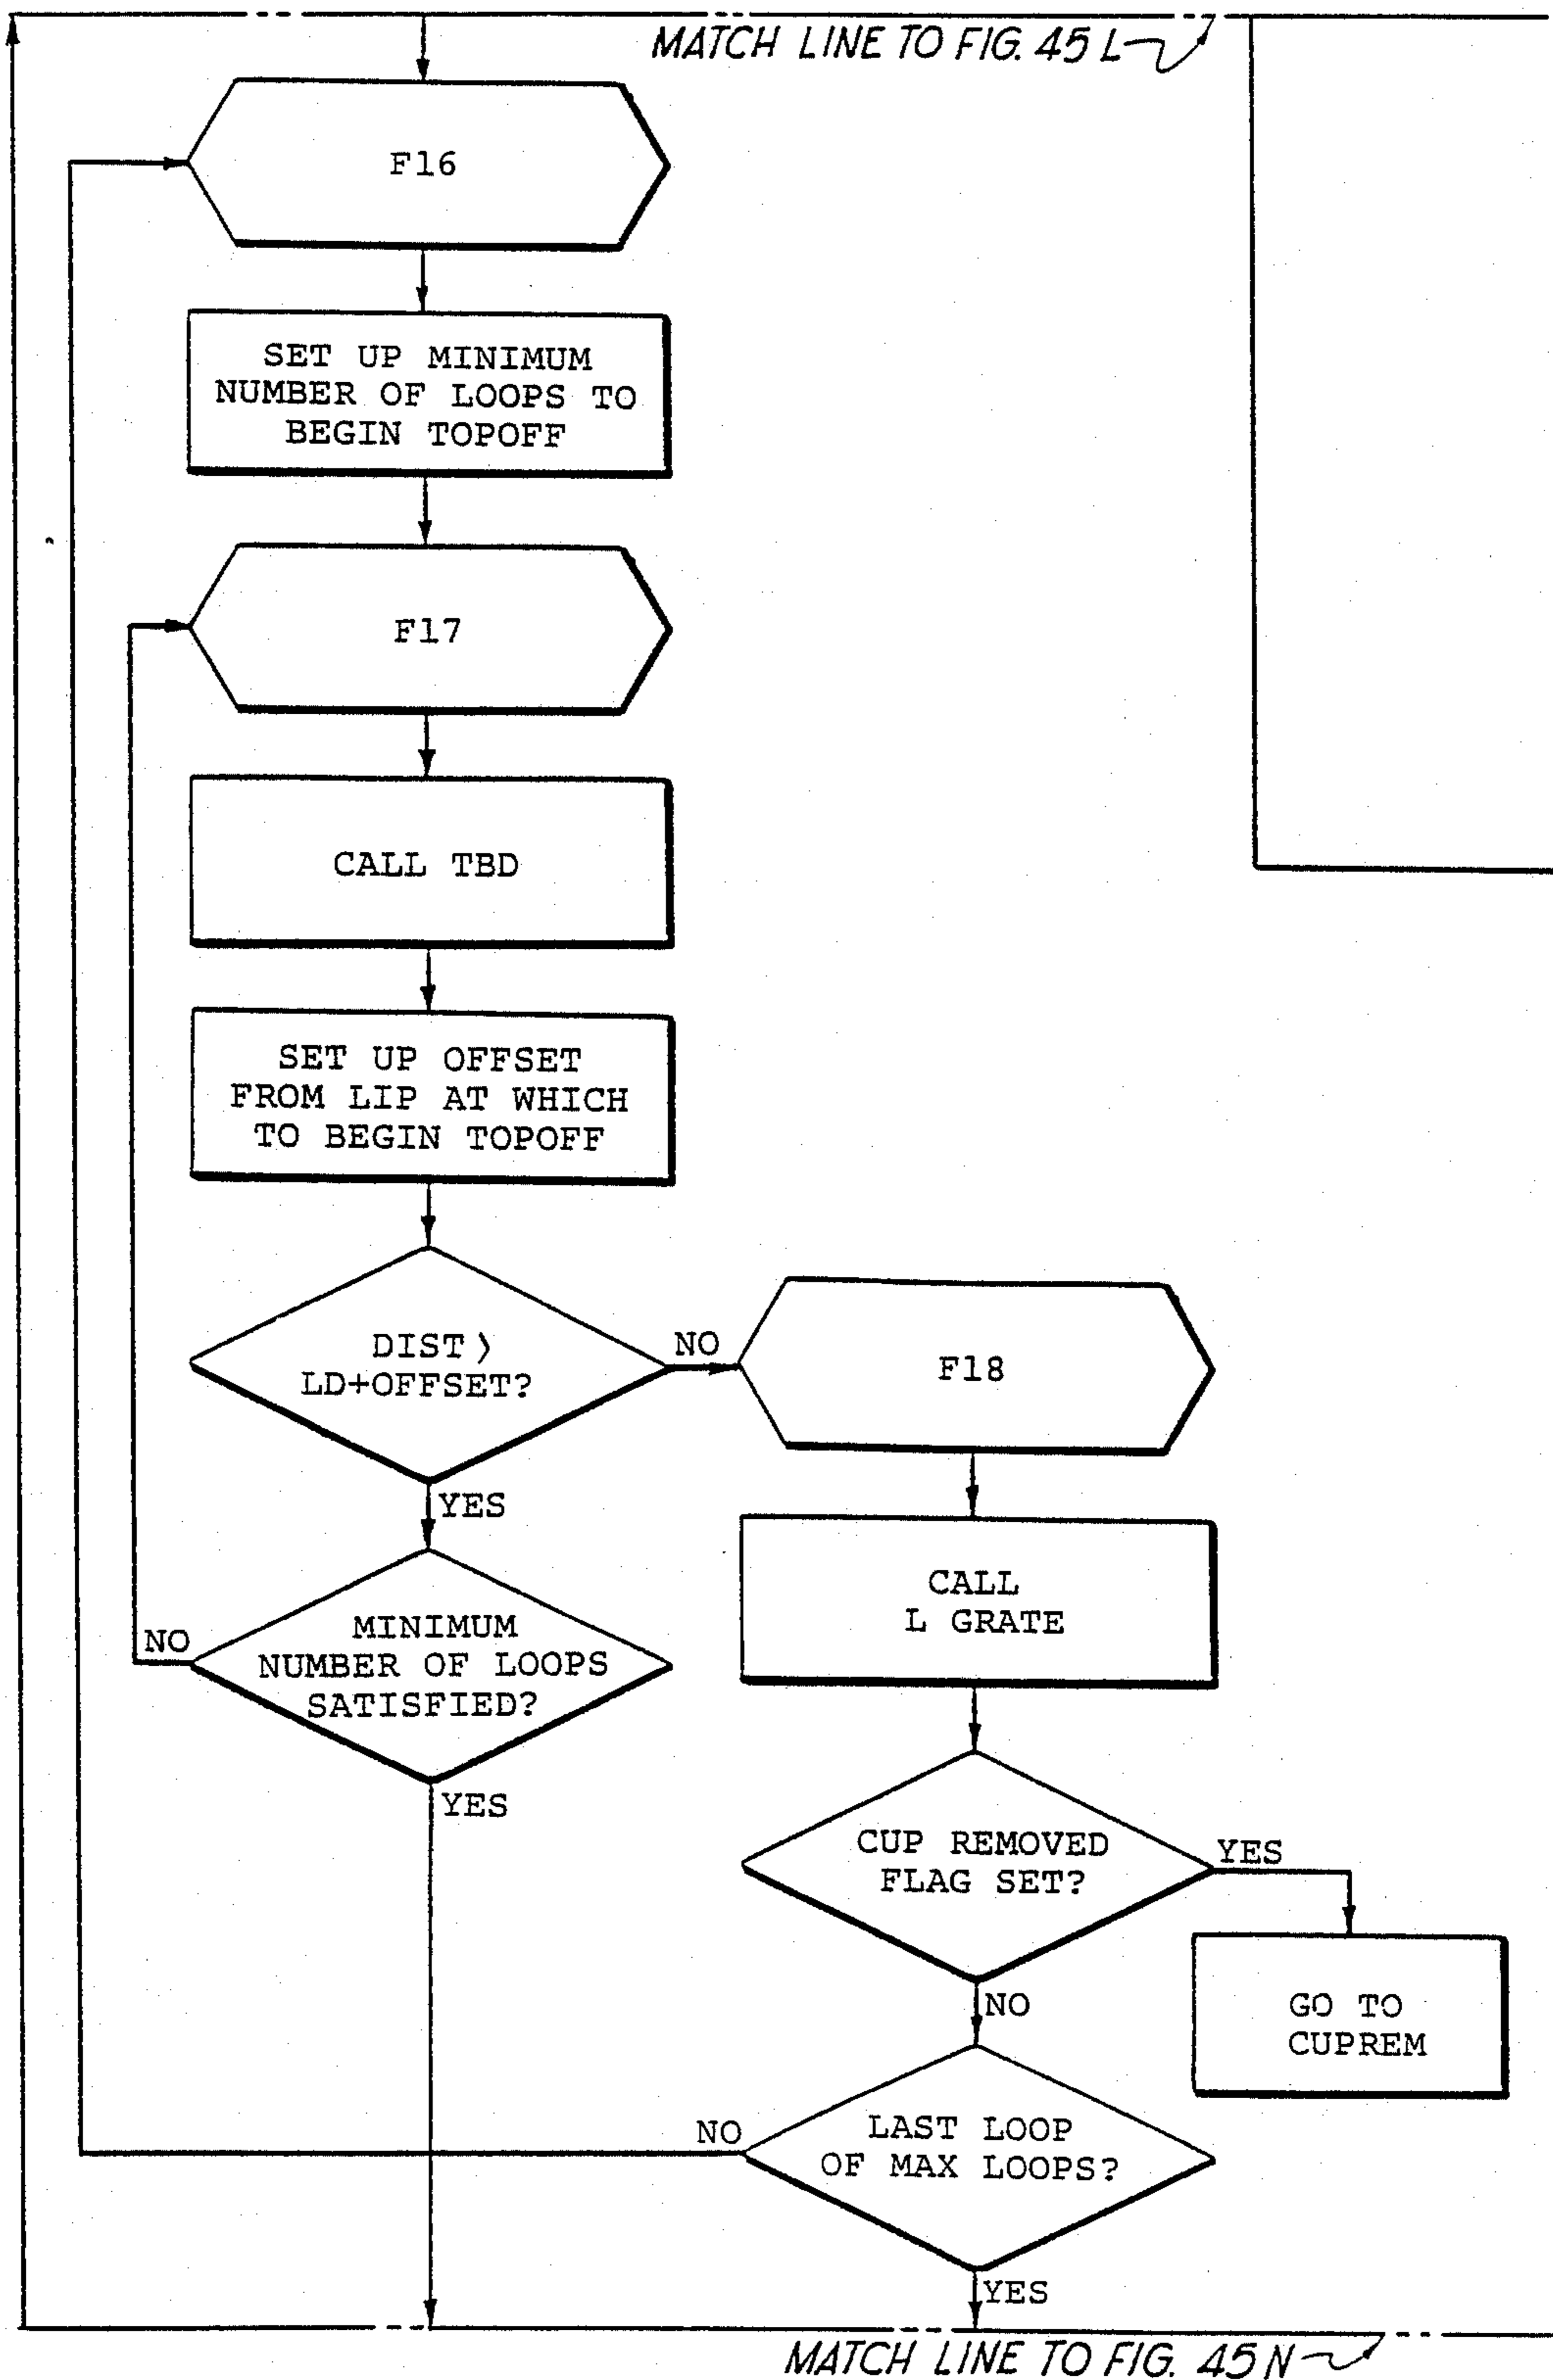 MATCH LINE TO FIG. 45 L
F16
SET UP MINIMUM
NUMBER OF LOOPS TO
BEGIN TOPOFF
F17
CALL TBD
SET UP OFFSET
FROM LIP AT WHICH
TO BEGIN TOPOFF
DIST >
LD+OFFSET?
NO
F18
YES
CALL
L GRATE
MINIMUM
NUMBER OF LOOPS
SATISFIED?
NO
YES
CUP REMOVED
FLAG SET?
YES
NO
GO TO
CUPREM
LAST LOOP
OF MAX LOOPS?
NO
YES
MATCH LINE TO FIG. 45 N